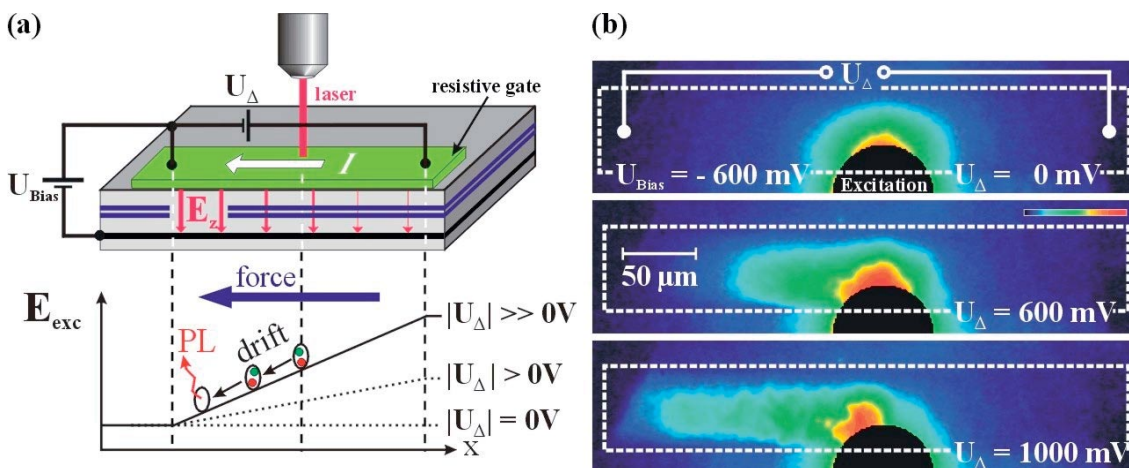 (a)
laser
resistive gate
U_Δ
I
U_Bias
E_z
force
E_exc
PL
drift
|U_Δ| >> 0V
|U_Δ| > 0V
|U_Δ| = 0V
X
(b)
U_Δ
U_Bias = - 600 mV
Excitation
U_Δ = 0 mV
50 µm
U_Δ = 600 mV
U_Δ = 1000 mV